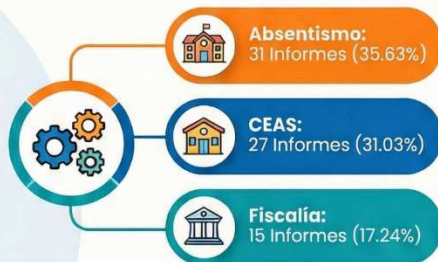 Absentismo:
31 Informes (35.63%)
CEAS:
27 Informes (31.03%)
Fiscalía:
15 Informes (17.24%)